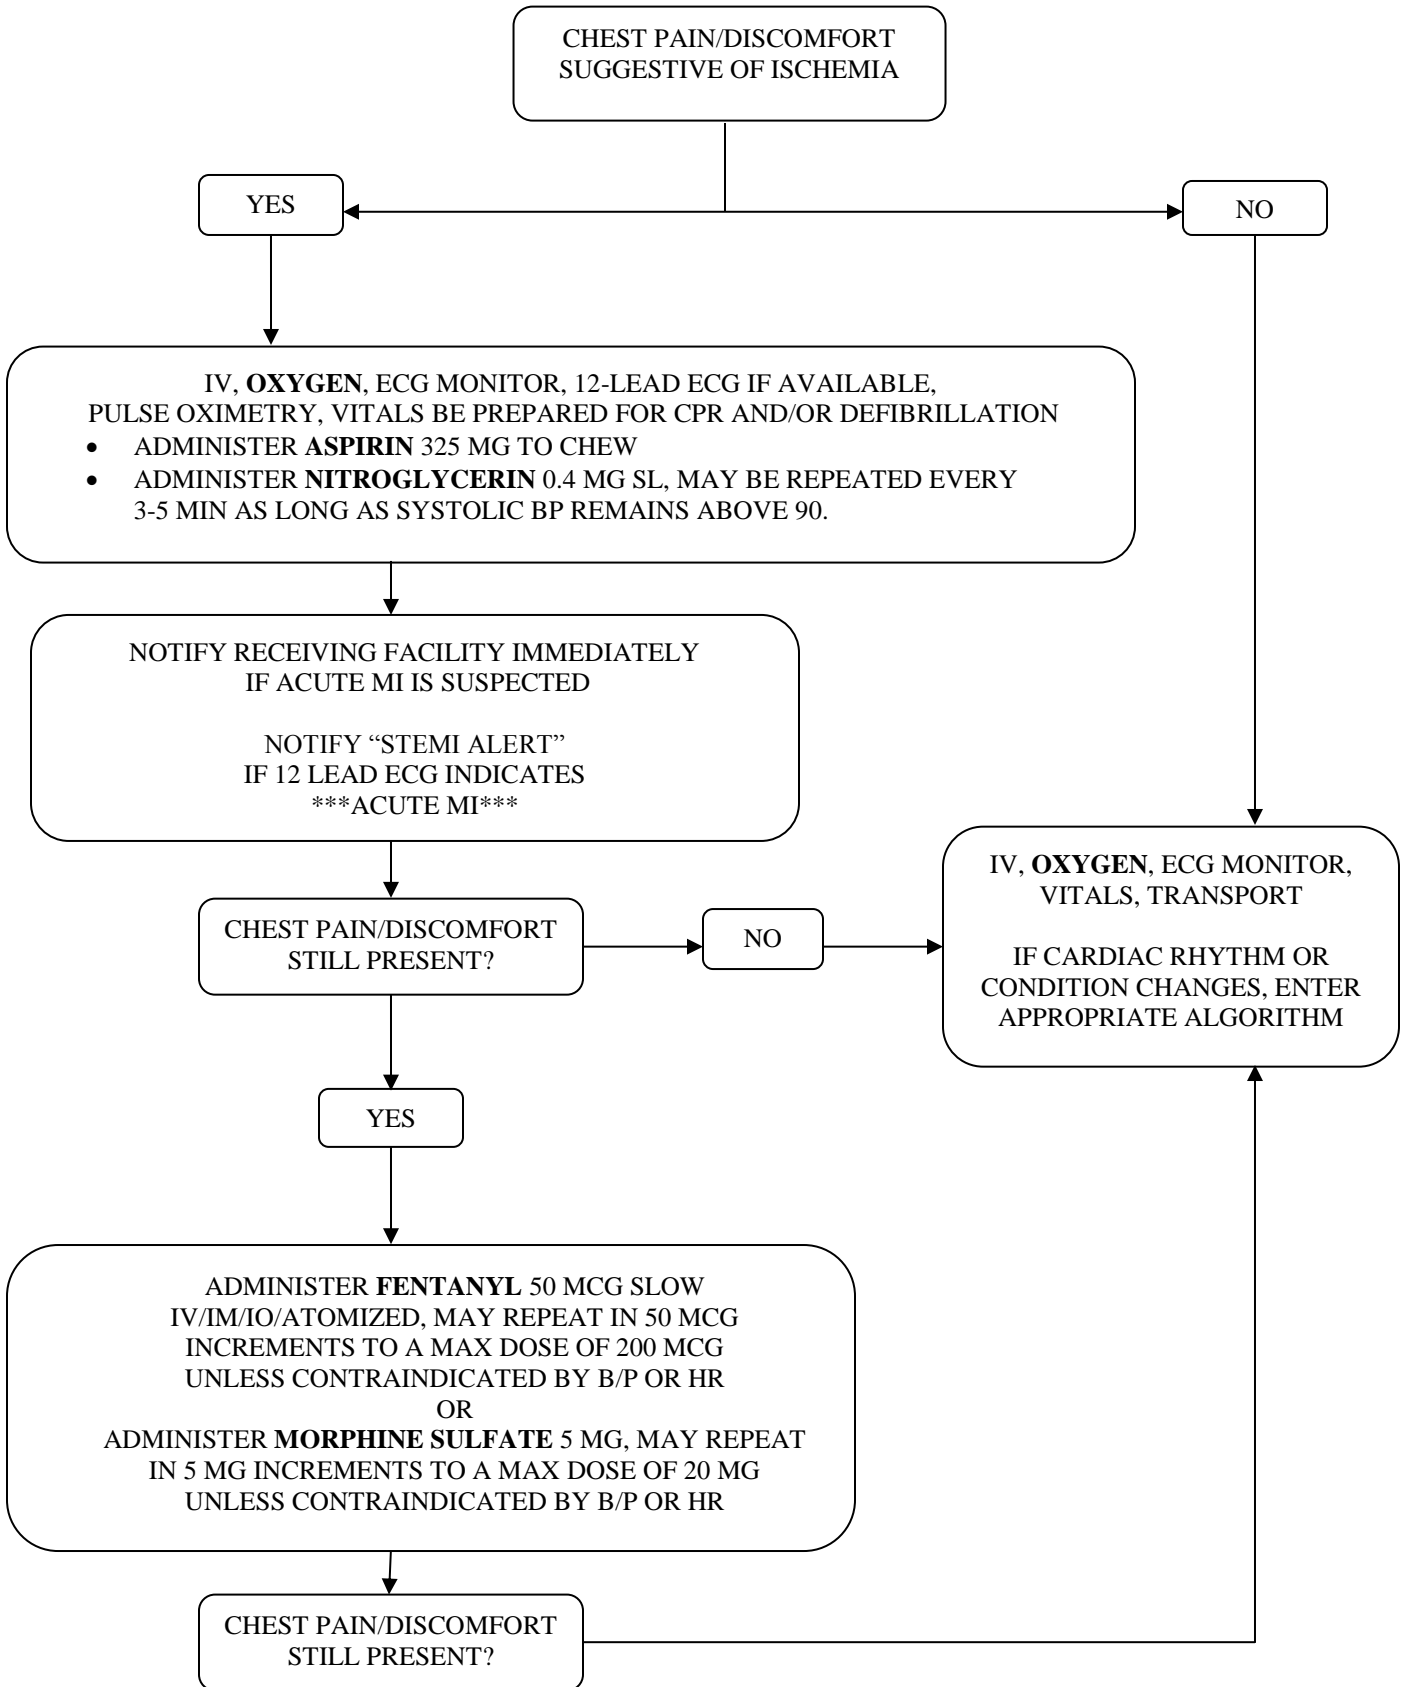 CHEST PAIN/DISCOMFORT
SUGGESTIVE OF ISCHEMIA
YES
NO
IV, OXYGEN, ECG MONITOR, 12-LEAD ECG IF AVAILABLE,
PULSE OXIMETRY, VITALS BE PREPARED FOR CPR AND/OR DEFIBRILLATION
• ADMINISTER ASPIRIN 325 MG TO CHEW
• ADMINISTER NITROGLYCERIN 0.4 MG SL, MAY BE REPEATED EVERY
3-5 MIN AS LONG AS SYSTOLIC BP REMAINS ABOVE 90.
NOTIFY RECEIVING FACILITY IMMEDIATELY
IF ACUTE MI IS SUSPECTED
NOTIFY “STEMI ALERT”
IF 12 LEAD ECG INDICATES
***ACUTE MI***
CHEST PAIN/DISCOMFORT
STILL PRESENT?
NO
IV, OXYGEN, ECG MONITOR,
VITALS, TRANSPORT
IF CARDIAC RHYTHM OR
CONDITION CHANGES, ENTER
APPROPRIATE ALGORITHM
YES
ADMINISTER FENTANYL 50 MCG SLOW
IV/IM/IO/ATOMIZED, MAY REPEAT IN 50 MCG
INCREMENTS TO A MAX DOSE OF 200 MCG
UNLESS CONTRAINDICATED BY B/P OR HR
OR
ADMINISTER MORPHINE SULFATE 5 MG, MAY REPEAT
IN 5 MG INCREMENTS TO A MAX DOSE OF 20 MG
UNLESS CONTRAINDICATED BY B/P OR HR
CHEST PAIN/DISCOMFORT
STILL PRESENT?